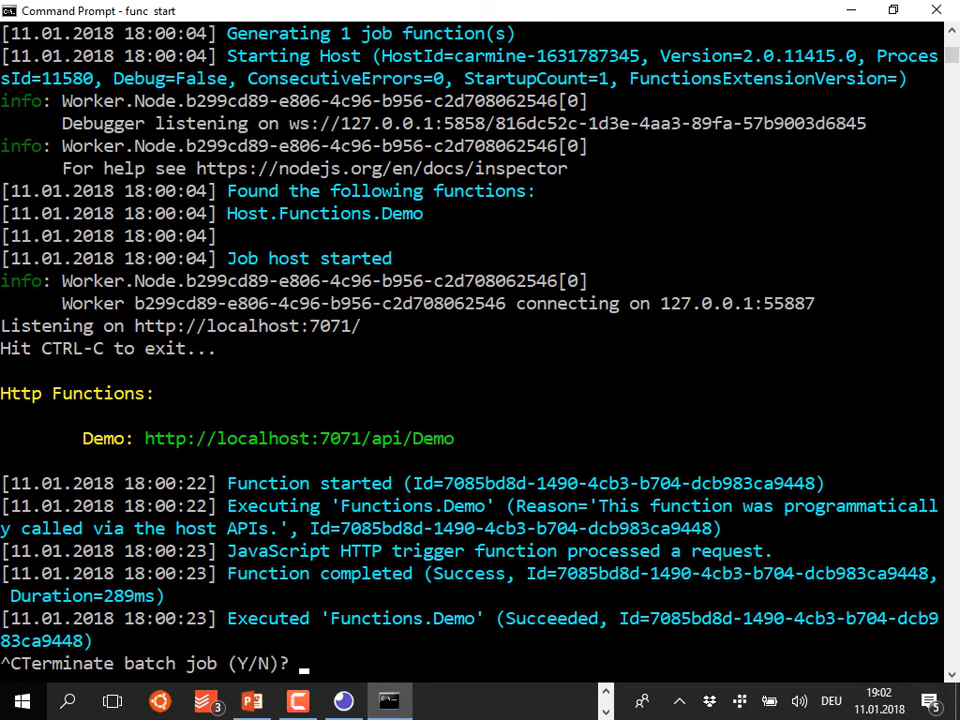 Command Prompt - func  start
[11.01.2018 18:00:04] Generating 1 job function(s)
[11.01.2018 18:00:04] Starting Host (HostId=carmine-1631787345, Version=2.0.11415.0, Proces
sId=11580, Debug=False, ConsecutiveErrors=0, StartupCount=1, FunctionsExtensionVersion=)
info: Worker.Node.b299cd89-e806-4c96-b956-c2d708062546[0]
      Debugger listening on ws://127.0.0.1:5858/816dc52c-1d3e-4aa3-89fa-57b9003d6845
info: Worker.Node.b299cd89-e806-4c96-b956-c2d708062546[0]
      For help see https://nodejs.org/en/docs/inspector
[11.01.2018 18:00:04] Found the following functions:
[11.01.2018 18:00:04] Host.Functions.Demo
[11.01.2018 18:00:04]
[11.01.2018 18:00:04] Job host started
info: Worker.Node.b299cd89-e806-4c96-b956-c2d708062546[0]
      Worker b299cd89-e806-4c96-b956-c2d708062546 connecting on 127.0.0.1:55887
Listening on http://localhost:7071/
Hit CTRL-C to exit...
Http Functions:
        Demo: http://localhost:7071/api/Demo
[11.01.2018 18:00:22] Function started (Id=7085bd8d-1490-4cb3-b704-dcb983ca9448)
[11.01.2018 18:00:22] Executing 'Functions.Demo' (Reason='This function was programmaticall
y called via the host APIs.', Id=7085bd8d-1490-4cb3-b704-dcb983ca9448)
[11.01.2018 18:00:23] JavaScript HTTP trigger function processed a request.
[11.01.2018 18:00:23] Function completed (Success, Id=7085bd8d-1490-4cb3-b704-dcb983ca9448,
 Duration=289ms)
[11.01.2018 18:00:23] Executed 'Functions.Demo' (Succeeded, Id=7085bd8d-1490-4cb3-b704-dcb9
83ca9448)
^CTerminate batch job (Y/N)? _
3
DEU
19:02
11.01.2018
5